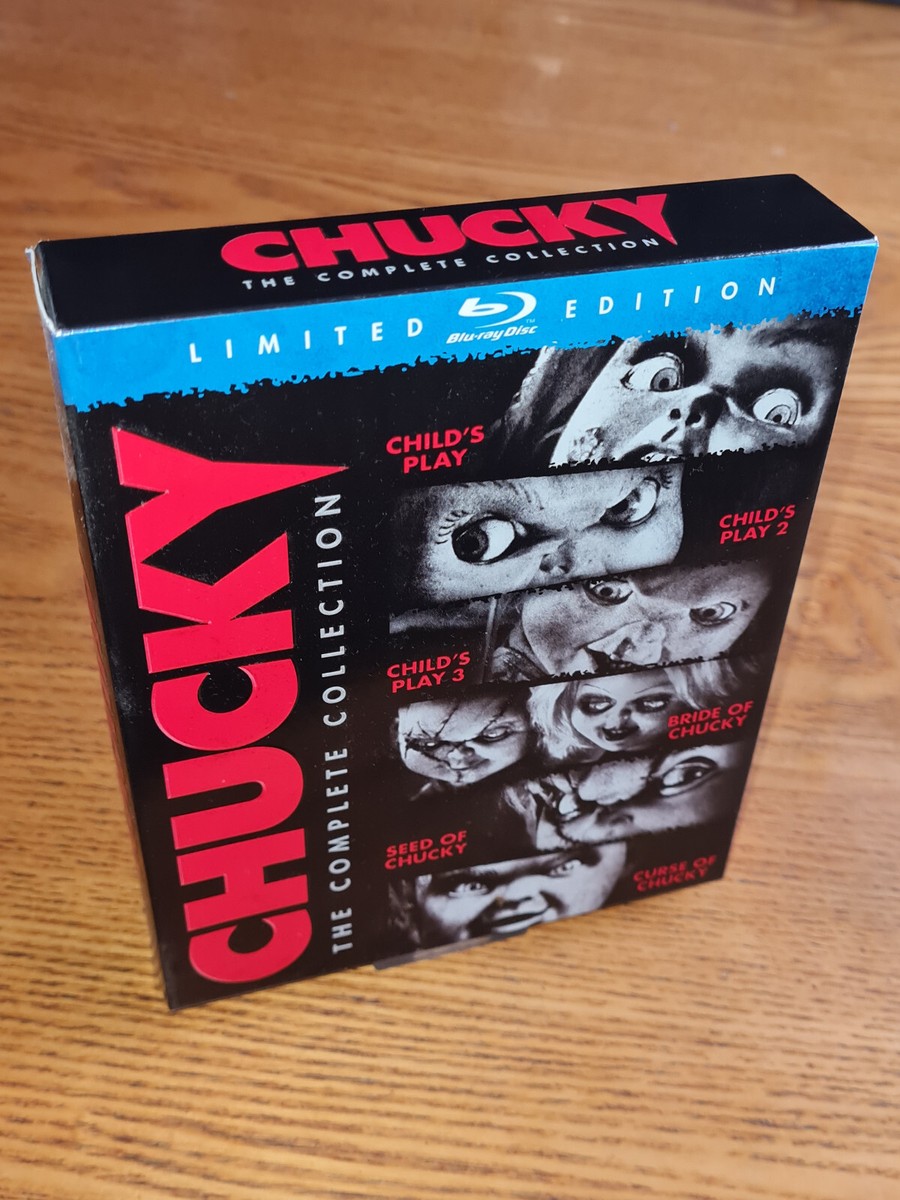 CHUCKY
THE COMPLETE COLLECTION
LIMITED Blu-ray Disc™ EDITION
CHUCKY
THE COMPLETE COLLECTION
CHILD'S
PLAY
CHILD'S
PLAY 2
CHILD'S
PLAY 3
BRIDE OF
CHUCKY
SEED OF
CHUCKY
CURSE OF
CHUCKY